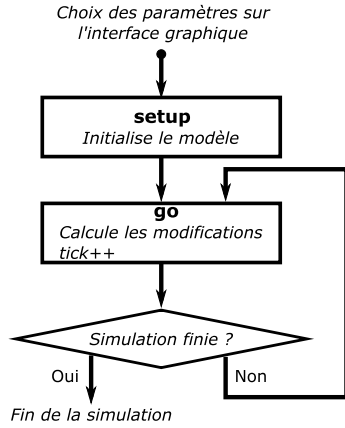 Choix des paramètres sur
l'interface graphique
setup
Initialise le modèle
go
Calcule les modifications
tick++
Simulation finie ?
Oui
Non
Fin de la simulation